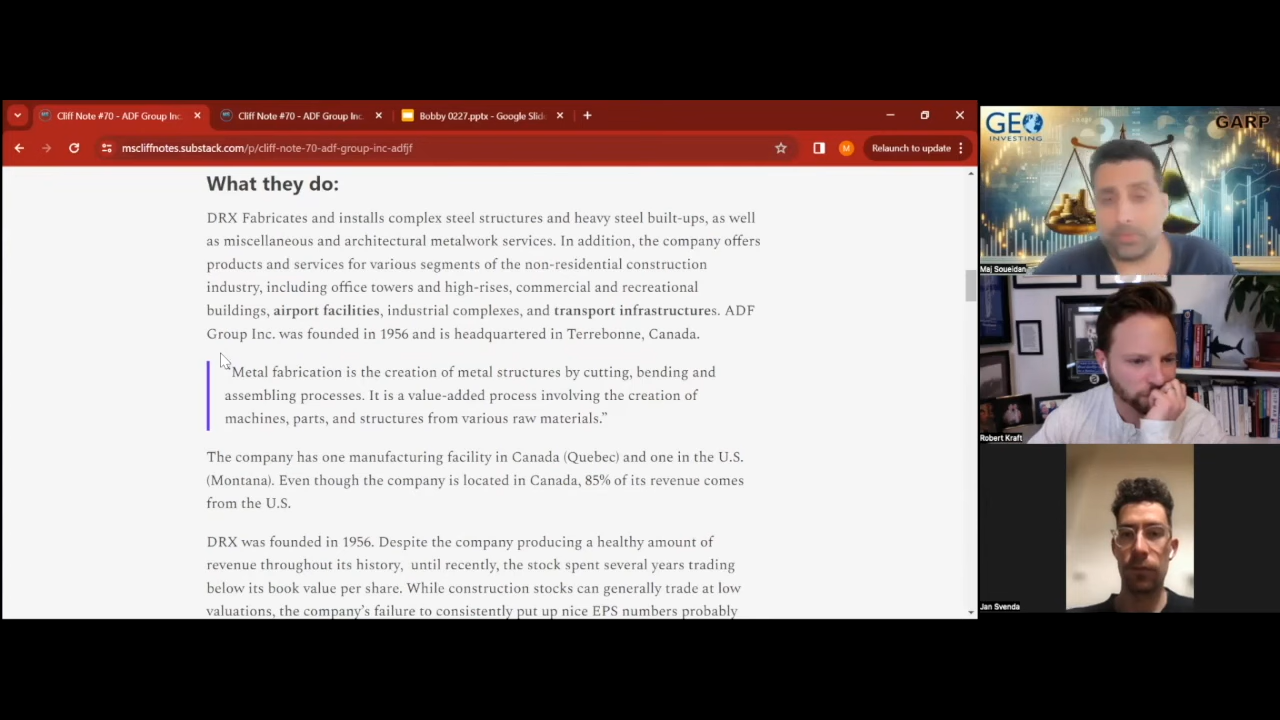 Cliff Note #70 - ADF Group Inc.
Cliff Note #70 - ADF Group Inc.
Bobby 0227.pptx - Google Slid
mscliffnotes.substack.com/p/cliff-note-70-adf-group-inc-adfjf
M
Relaunch to update
What they do:
DRX Fabricates and installs complex steel structures and heavy steel built-ups, as well
as miscellaneous and architectural metalwork services. In addition, the company offers
products and services for various segments of the non-residential construction
industry, including office towers and high-rises, commercial and recreational
buildings, airport facilities, industrial complexes, and transport infrastructures. ADF
Group Inc. was founded in 1956 and is headquartered in Terrebonne, Canada.
“Metal fabrication is the creation of metal structures by cutting, bending and
assembling processes. It is a value-added process involving the creation of
machines, parts, and structures from various raw materials.”
The company has one manufacturing facility in Canada (Quebec) and one in the U.S.
(Montana). Even though the company is located in Canada, 85% of its revenue comes
from the U.S.
DRX was founded in 1956. Despite the company producing a healthy amount of
revenue throughout its history, until recently, the stock spent several years trading
below its book value per share. While construction stocks can generally trade at low
valuations, the company’s failure to consistently put up nice EPS numbers probably
GEO
INVESTING
GARP
Maj Soueidan
Robert Kraft
Jan Svenda